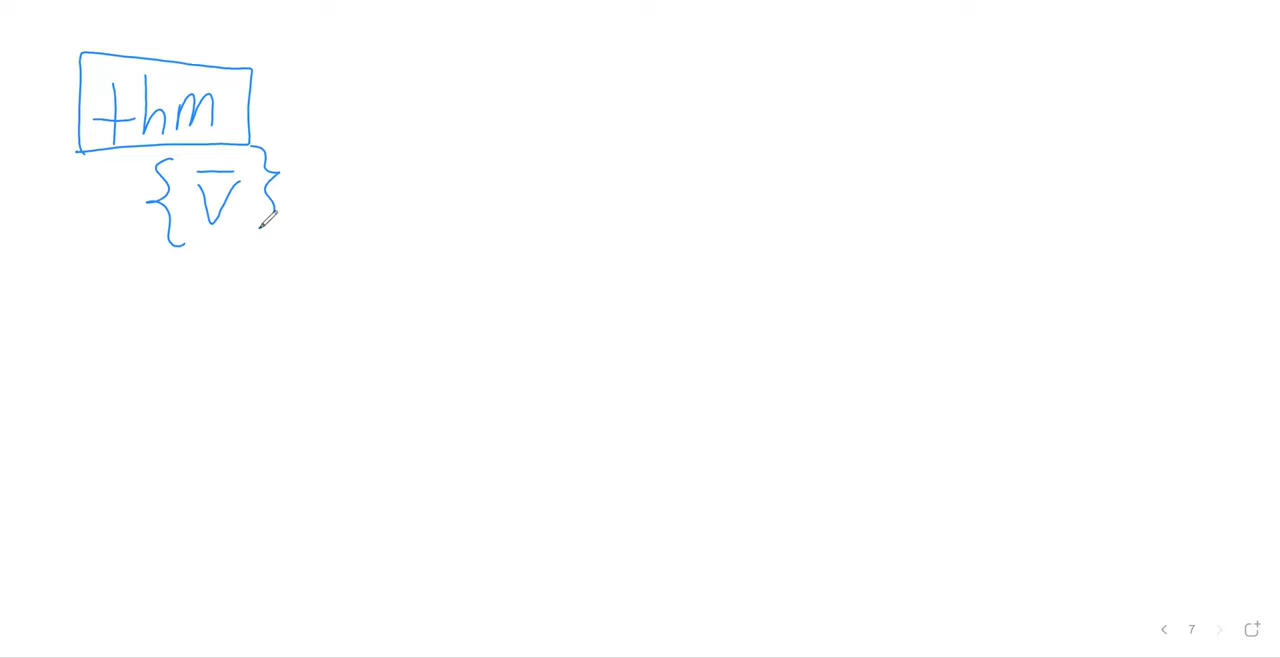 thm
{ v̅ }
7